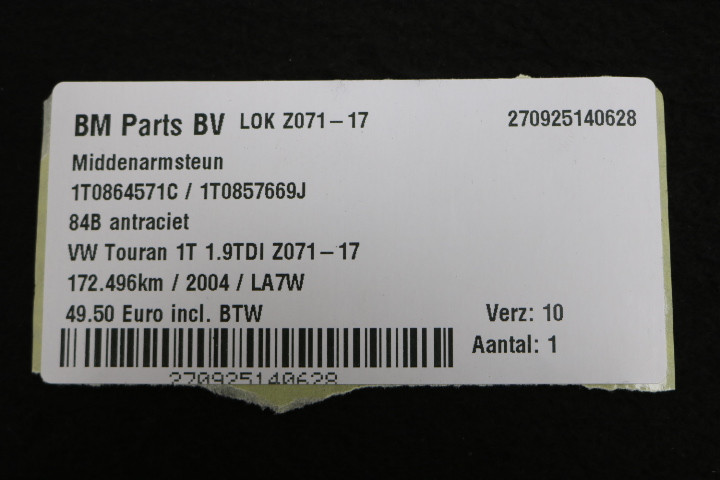 BM Parts BV LOK Z071-17 270925140628
Middenarmsteun
1T0864571C / 1T0857669J
84B antraciet
VW Touran 1T 1.9TDI Z071-17
172.496km / 2004 / LA7W
49.50 Euro incl. BTW Verz: 10
Aantal: 1
270925140628